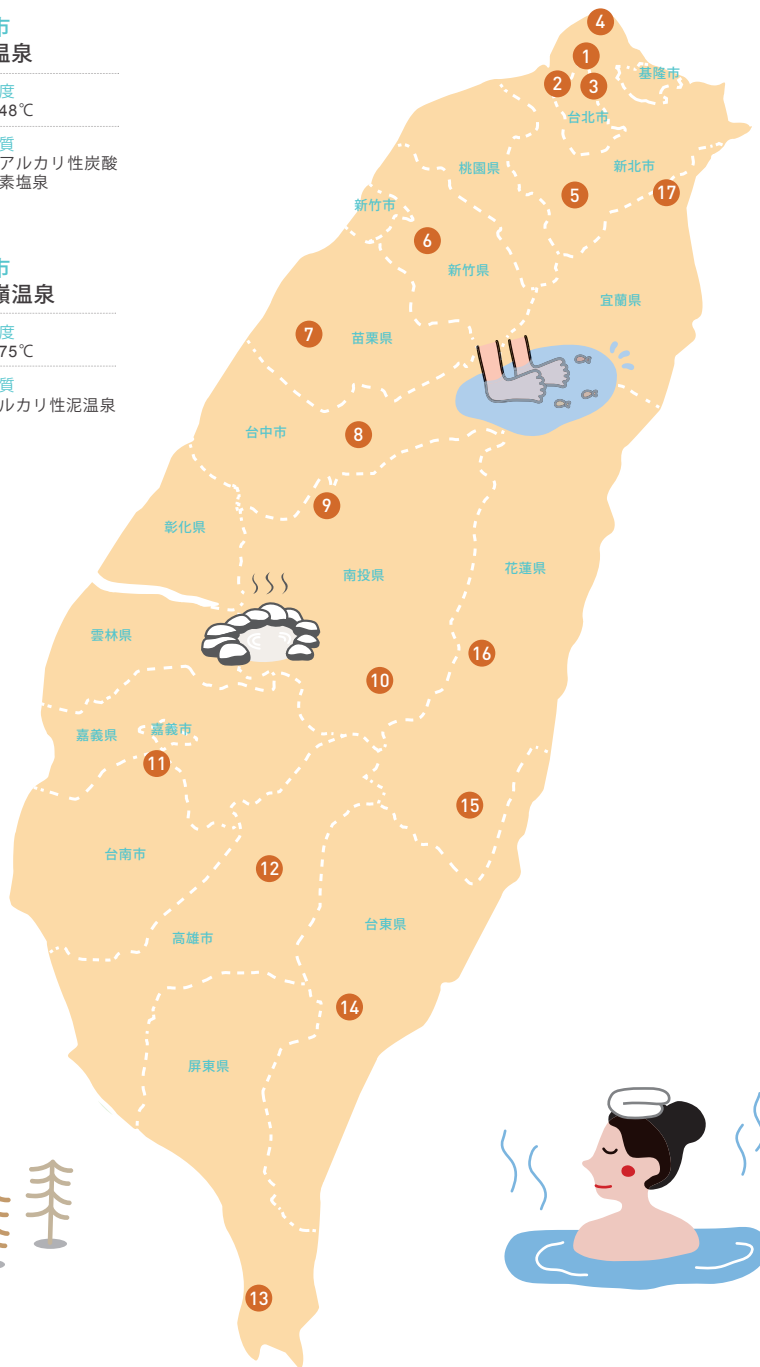 市
温泉
度
48℃
質
アルカリ性炭酸
素塩泉
市
嶺温泉
度
75℃
質
ルカリ性泥温泉
4
1
基隆市
2
3
台北市
桃園県
新北市
5
17
新竹市
6
新竹県
宜蘭県
7
苗栗県
台中市
8
9
彰化県
南投県
花蓮県
雲林県
16
10
嘉義県
嘉義市
11
15
台南市
12
台東県
高雄市
14
屏東県
13